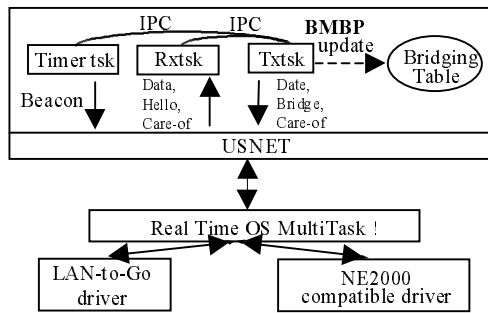 IPC
IPC
BMBP
update
Timer tsk
Rxtsk
Txtsk
Bridging
Table
Beacon
Data,
Hello,
Care-of
Date,
Bridge,
Care-of
USNET
Real Time OS MultiTask !
LAN-to-Go
driver
NE2000
compatible driver